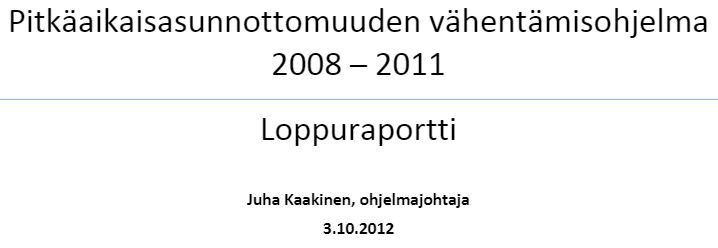 Pitkäaikaisasunnottomuuden vähentämisohjelma
2008 – 2011
Loppuraportti
Juha Kaakinen, ohjelmajohtaja
3.10.2012